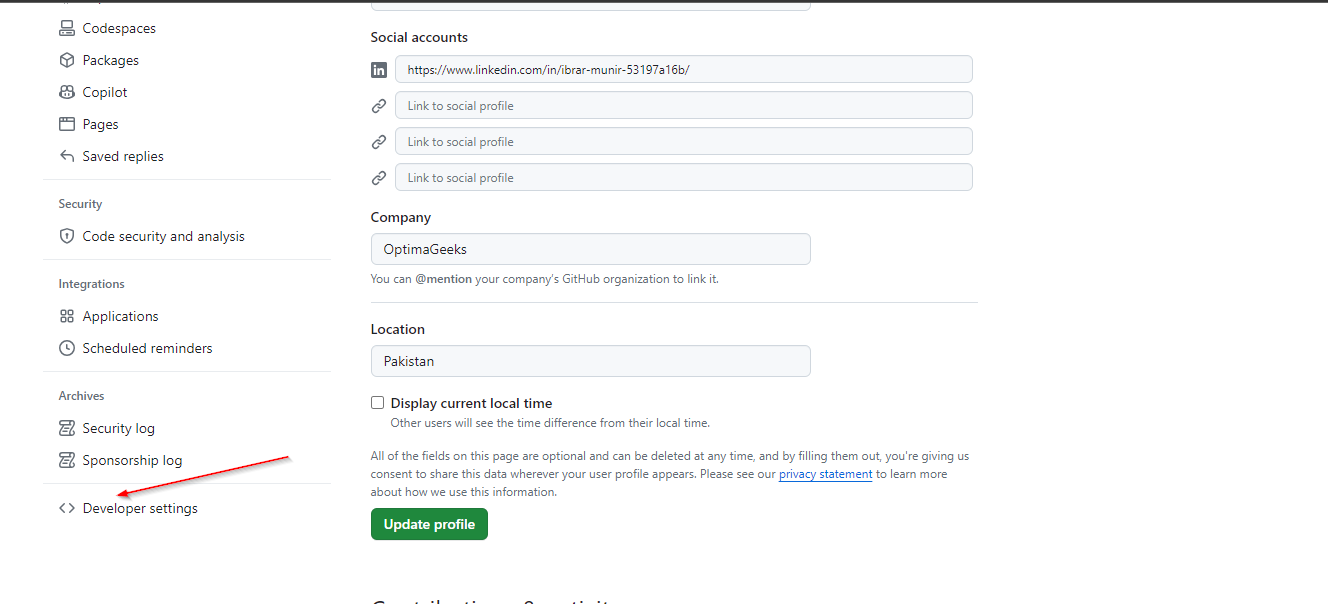 Codespaces
Packages
Copilot
Pages
Saved replies
Security
Code security and analysis
Integrations
Applications
Scheduled reminders
Archives
Security log
Sponsorship log
Developer settings
Social accounts
https://www.linkedin.com/in/ibrar-munir-53197a16b/
Link to social profile
Link to social profile
Link to social profile
Company
OptimaGeeks
You can @mention your company's GitHub organization to link it.
Location
Pakistan
Display current local time
Other users will see the time difference from their local time.
All of the fields on this page are optional and can be deleted at any time, and by filling them out, you're giving us
consent to share this data wherever your user profile appears. Please see our privacy statement to learn more
about how we use this information.
Update profile